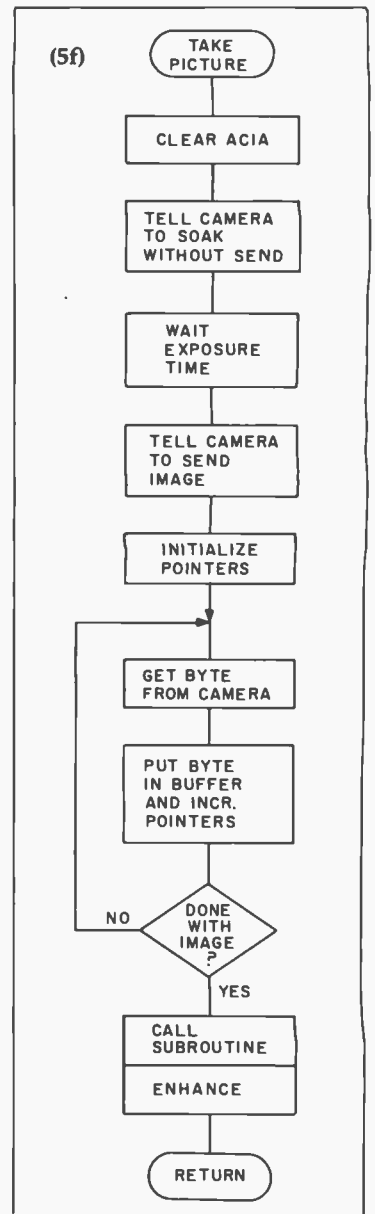 (5f)
TAKE
PICTURE
CLEAR ACIA
TELL CAMERA
TO SOAK
WITHOUT SEND
WAIT
EXPOSURE
TIME
TELL CAMERA
TO SEND
IMAGE
INITIALIZE
POINTERS
GET BYTE
FROM CAMERA
PUT BYTE
IN BUFFER
AND INCR.
POINTERS
DONE
WITH
IMAGE
?
NO
YES
CALL
SUBROUTINE
ENHANCE
RETURN